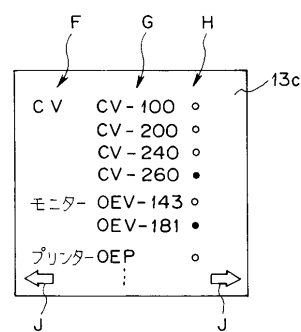 F G H
13c
CV CV-100 ○
CV-200 ○
CV-240 ○
CV-260 ●
モニター OEV-143 ○
OEV-181 ●
プリンター OEP ○
J J